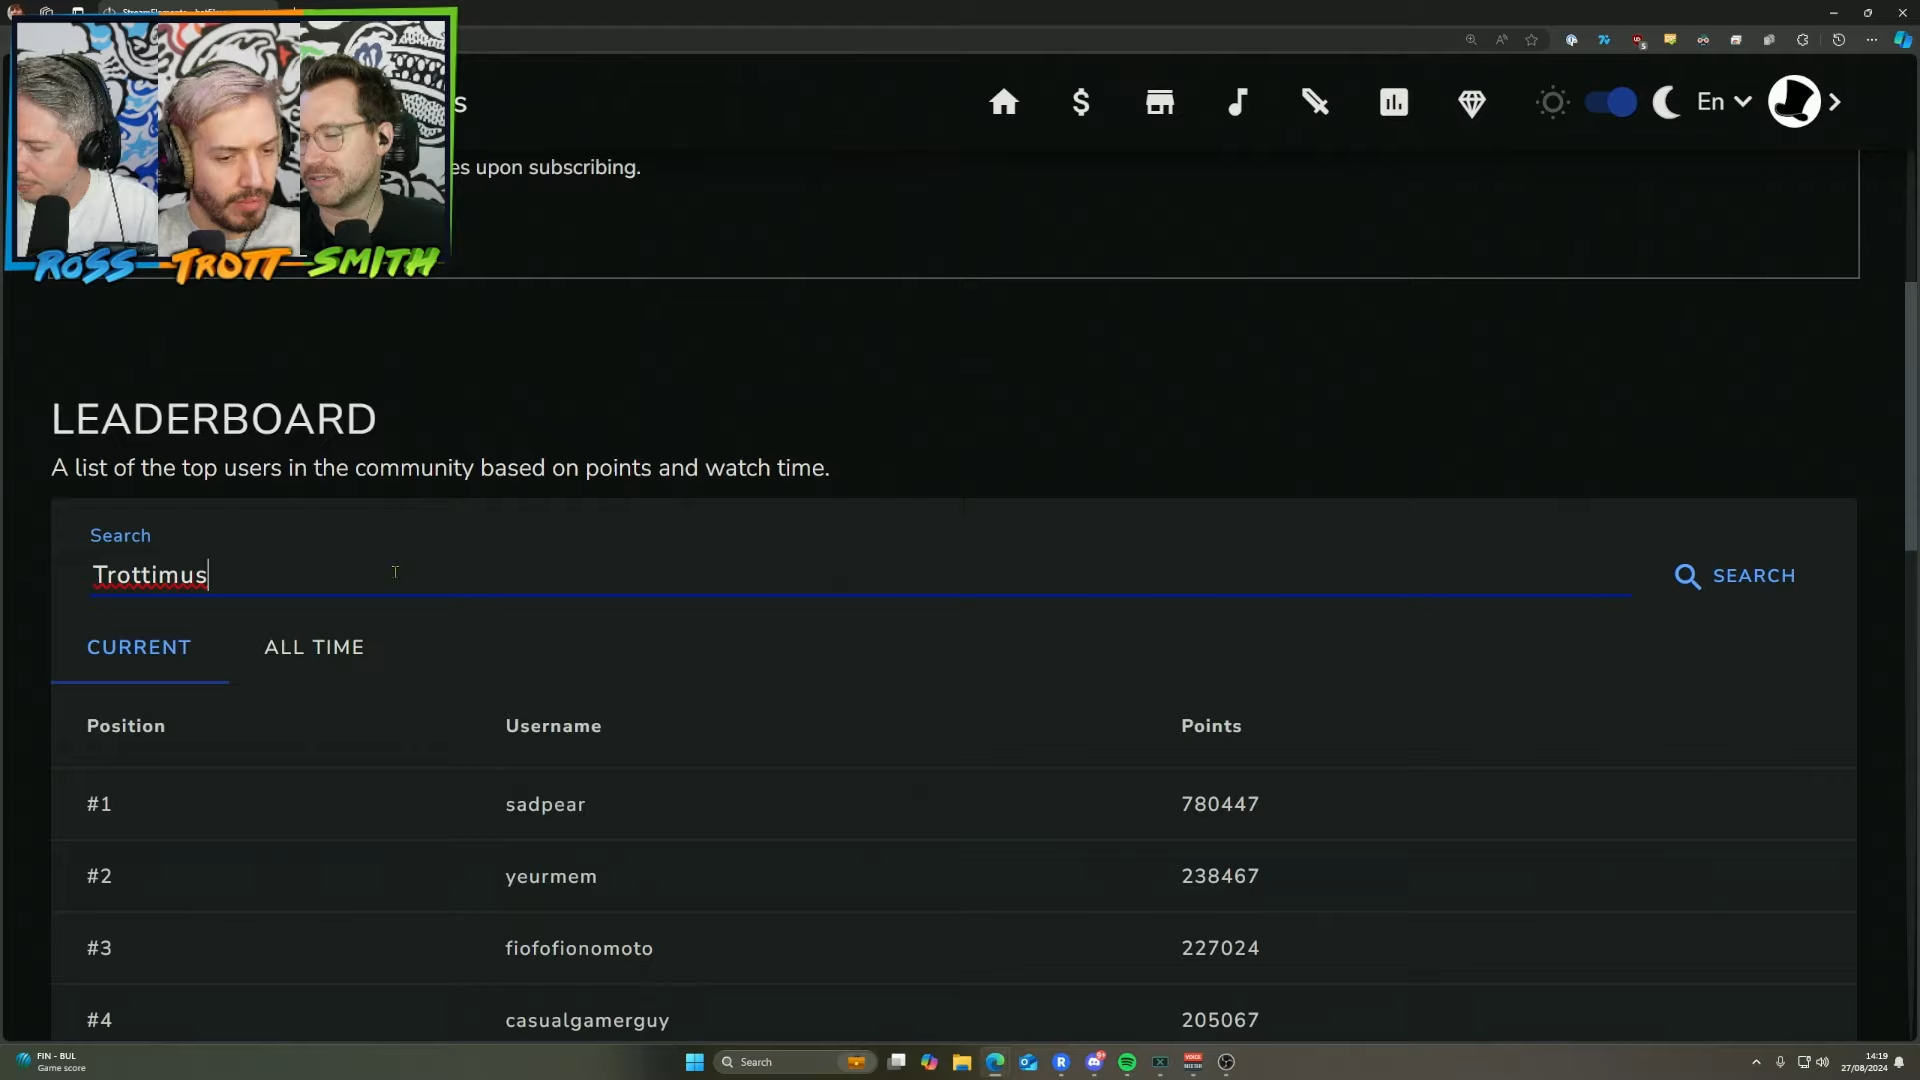 s
En
es upon subscribing.
ROSS TROTT SMITH
LEADERBOARD
A list of the top users in the community based on points and watch time.
Search
Trottimus
SEARCH
CURRENT ALL TIME
Position Username Points
#1 sadpear 780447
#2 yeurmem 238467
#3 fiofofionomoto 227024
#4 casualgamerguy 205067
FIN - BUL
Game score
Search
14:19
27/08/2024